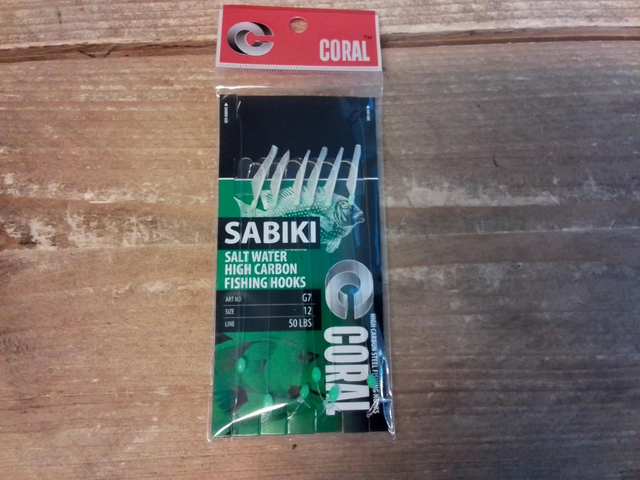 CORAL
SABIKI
SALT WATER
HIGH CARBON
FISHING HOOKS
ART NO G7
SIZE 12
LINE 50 LBS
CORAL